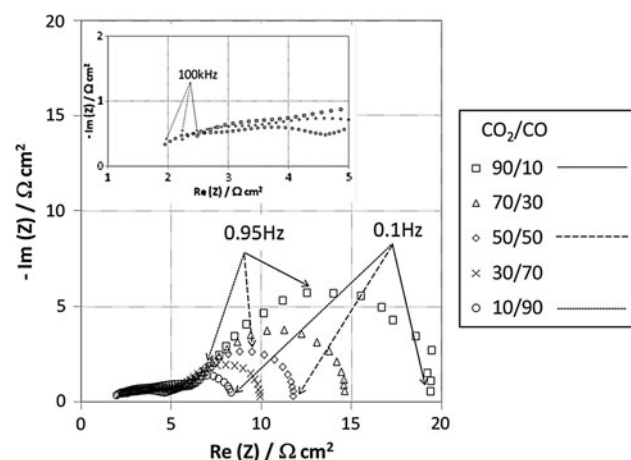 20
15
10
5
0
- Im (Z) / Ω cm²
0 5 10 15 20
Re (Z) / Ω cm²
2
1
0
- Im (Z) / Ω cm²
100kHz
1 2 3 4 5
Re (Z) / Ω cm²
0.95Hz
0.1Hz
CO₂/CO
90/10
70/30
50/50
30/70
10/90